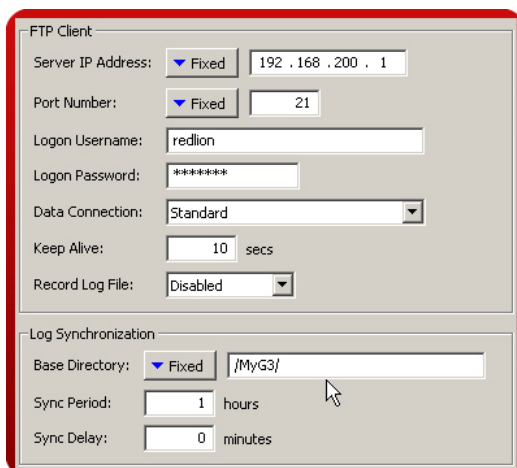 FTP Client
Server IP Address: Fixed 192 . 168 . 200 . 1
Port Number: Fixed 21
Logon Username: redlion
Logon Password: *******
Data Connection: Standard
Keep Alive: 10 secs
Record Log File: Disabled
Log Synchronization
Base Directory: Fixed /MyG3/
Sync Period: 1 hours
Sync Delay: 0 minutes